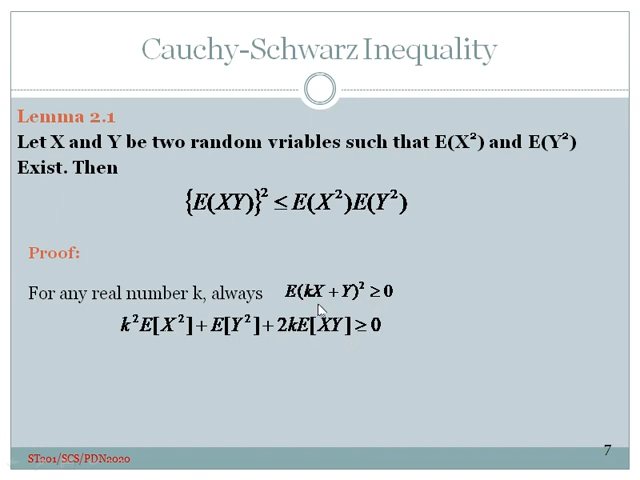 Cauchy-Schwarz Inequality
Lemma 2.1
Let X and Y be two random vriables such that E(X²) and E(Y²)
Exist. Then
{E(XY)}² ≤ E(X²)E(Y²)
Proof:
For any real number k, always E(kX + Y)² ≥ 0
k²E[X²] + E[Y²] + 2kE[XY] ≥ 0
7
ST201/SCS/PDN2020